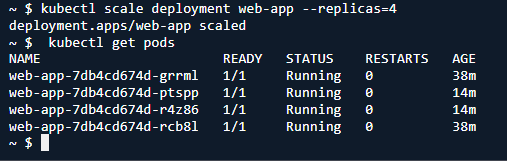 ~ $ kubectl scale deployment web-app --replicas=4
deployment.apps/web-app scaled
~ $  kubectl get pods
NAME                       READY   STATUS    RESTARTS   AGE
web-app-7db4cd674d-grrml   1/1     Running   0          38m
web-app-7db4cd674d-ptspp   1/1     Running   0          14m
web-app-7db4cd674d-r4z86   1/1     Running   0          14m
web-app-7db4cd674d-rcb8l   1/1     Running   0          38m
~ $